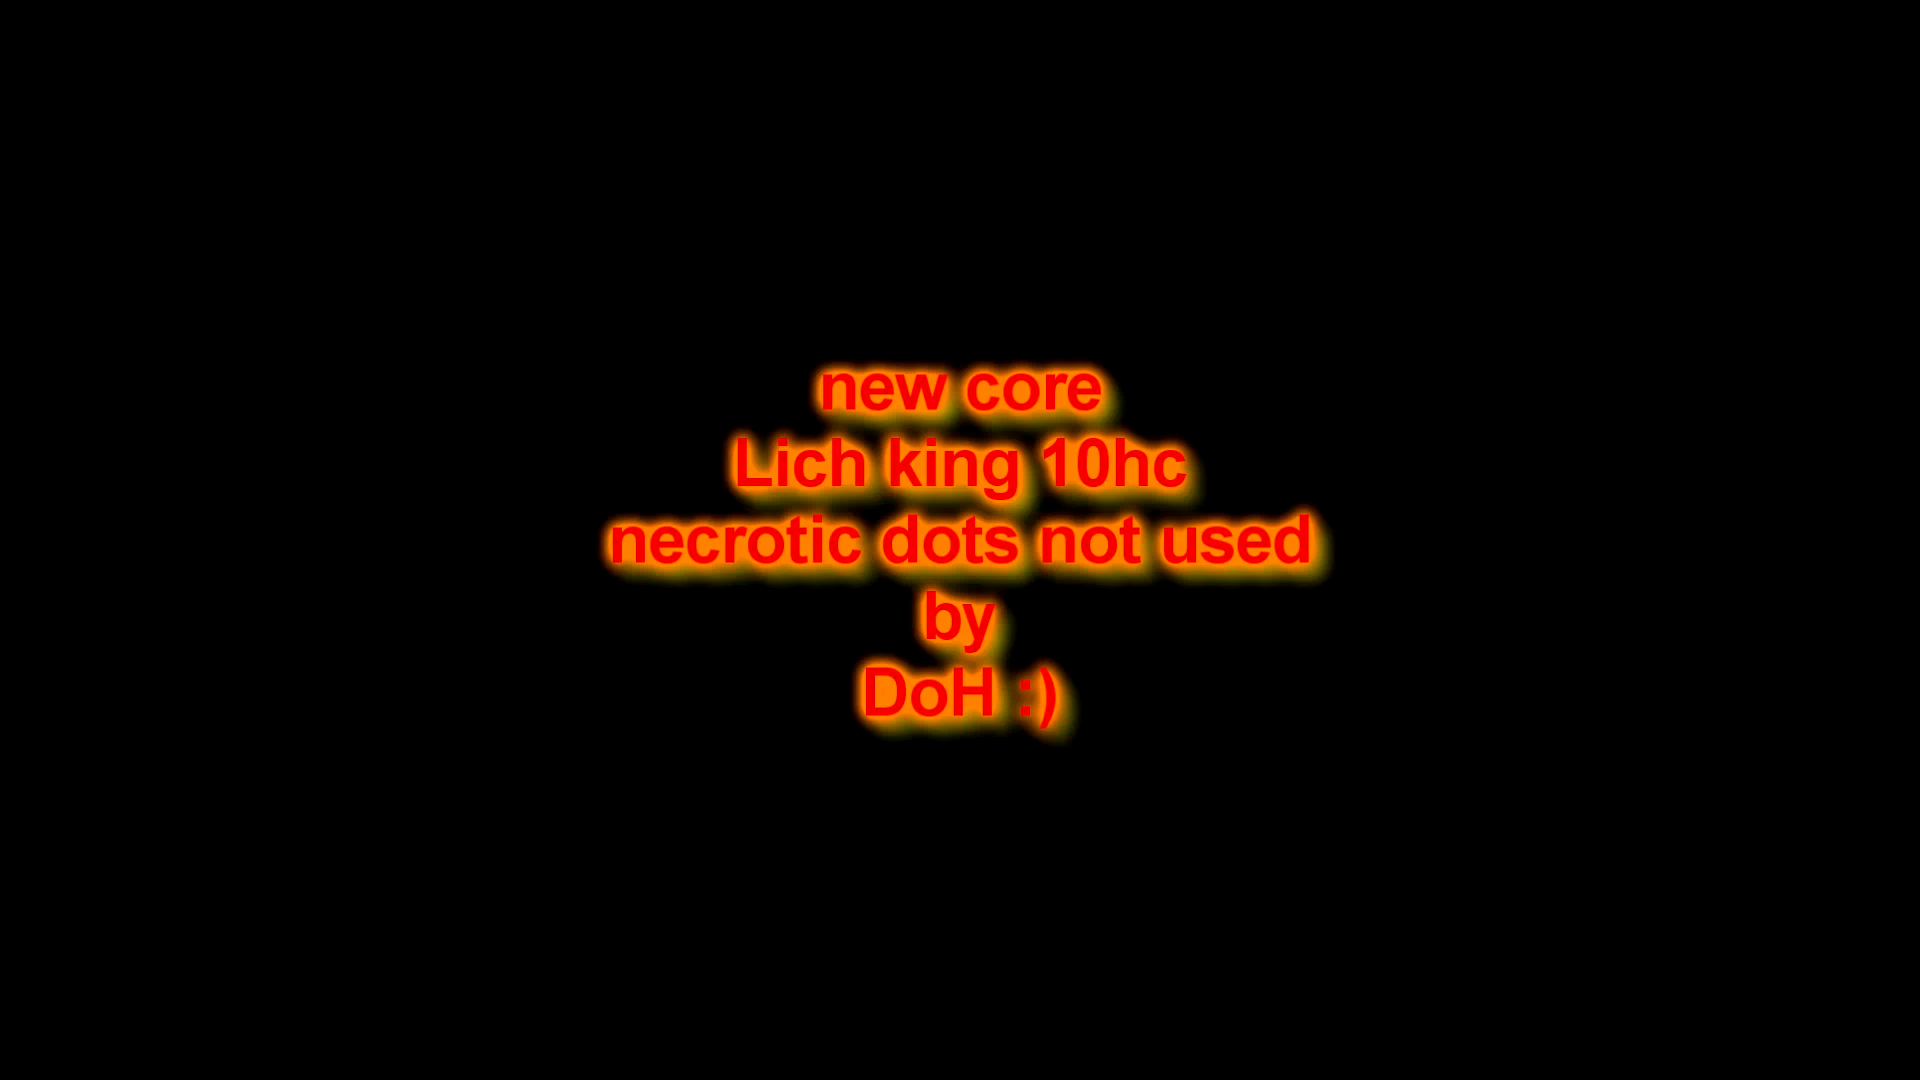 new core
Lich king 10hc
necrotic dots not used
by
DoH :)